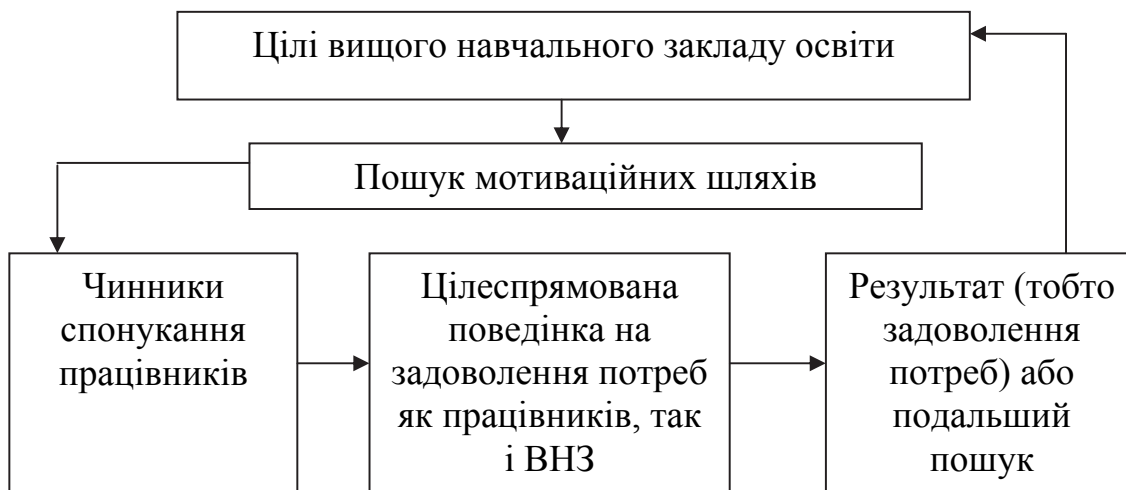 Цілі вищого навчального закладу освіти
Пошук мотиваційних шляхів
Чинники
спонукання
працівників
Цілеспрямована
поведінка на
задоволення потреб
як працівників, так
і ВНЗ
Результат (тобто
задоволення
потреб) або
подальший
пошук